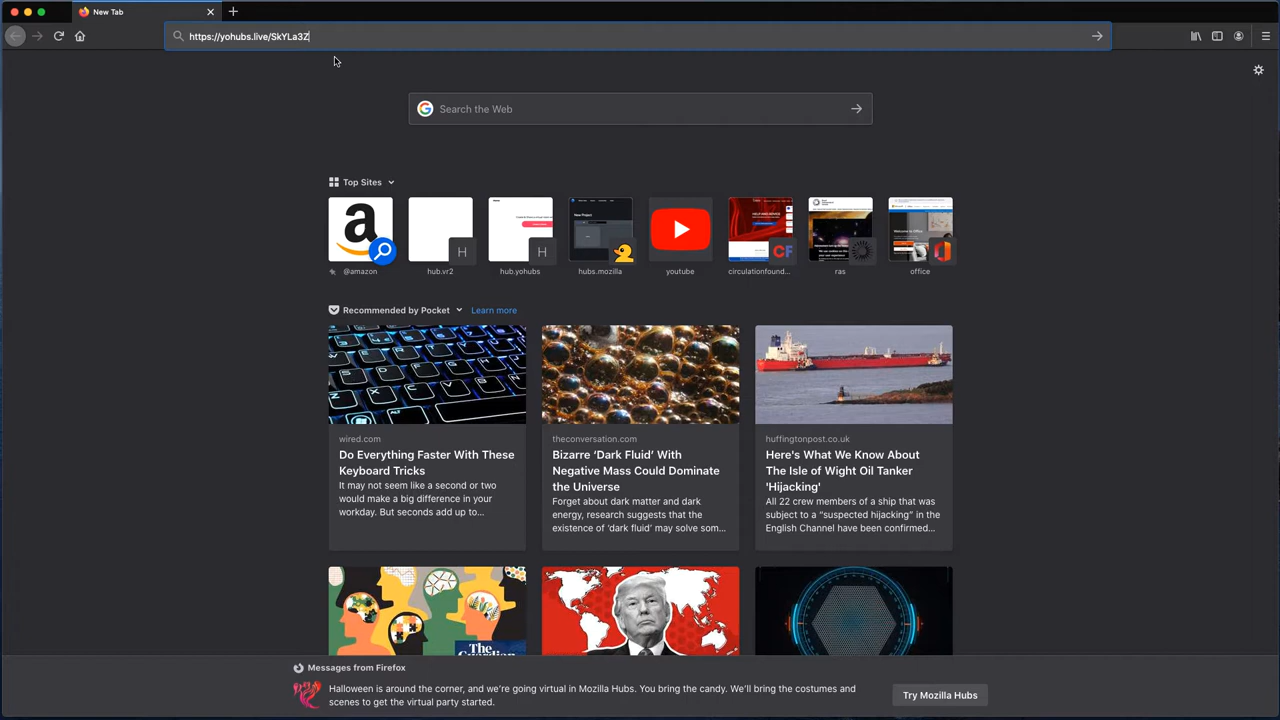 New Tab
https://yohubs.live/SkYLa3Z
Search the Web
Top Sites
@amazon
hub.vr2
hub.yohubs
hubs.mozilla
youtube
circulationfound...
ras
office
Recommended by Pocket
Learn more
wired.com
Do Everything Faster With These
Keyboard Tricks
It may not seem like a second or two
would make a big difference in your
workday. But seconds add up to...
theconversation.com
Bizarre ‘Dark Fluid’ With
Negative Mass Could Dominate
the Universe
Forget about dark matter and dark
energy, research suggests that the
existence of ‘dark fluid’ may solve som...
huffingtonpost.co.uk
Here's What We Know About
The Isle of Wight Oil Tanker
'Hijacking'
All 22 crew members of a ship that was
subject to a “suspected hijacking” in the
English Channel have been confirmed...
The
Messages from Firefox
Halloween is around the corner, and we’re going virtual in Mozilla Hubs. You bring the candy. We’ll bring the costumes and
scenes to get the virtual party started.
Try Mozilla Hubs